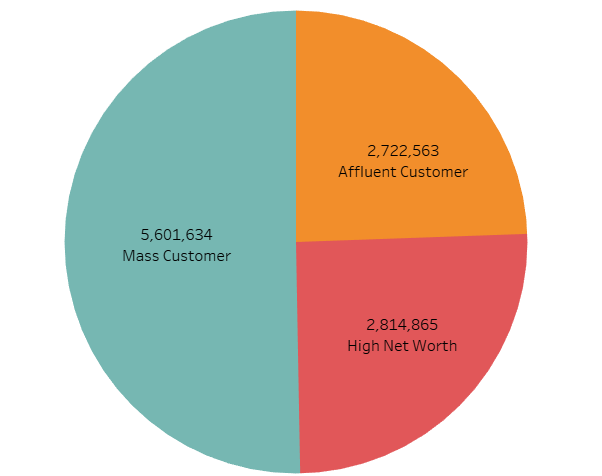 2,722,563
Affluent Customer
5,601,634
Mass Customer
2,814,865
High Net Worth